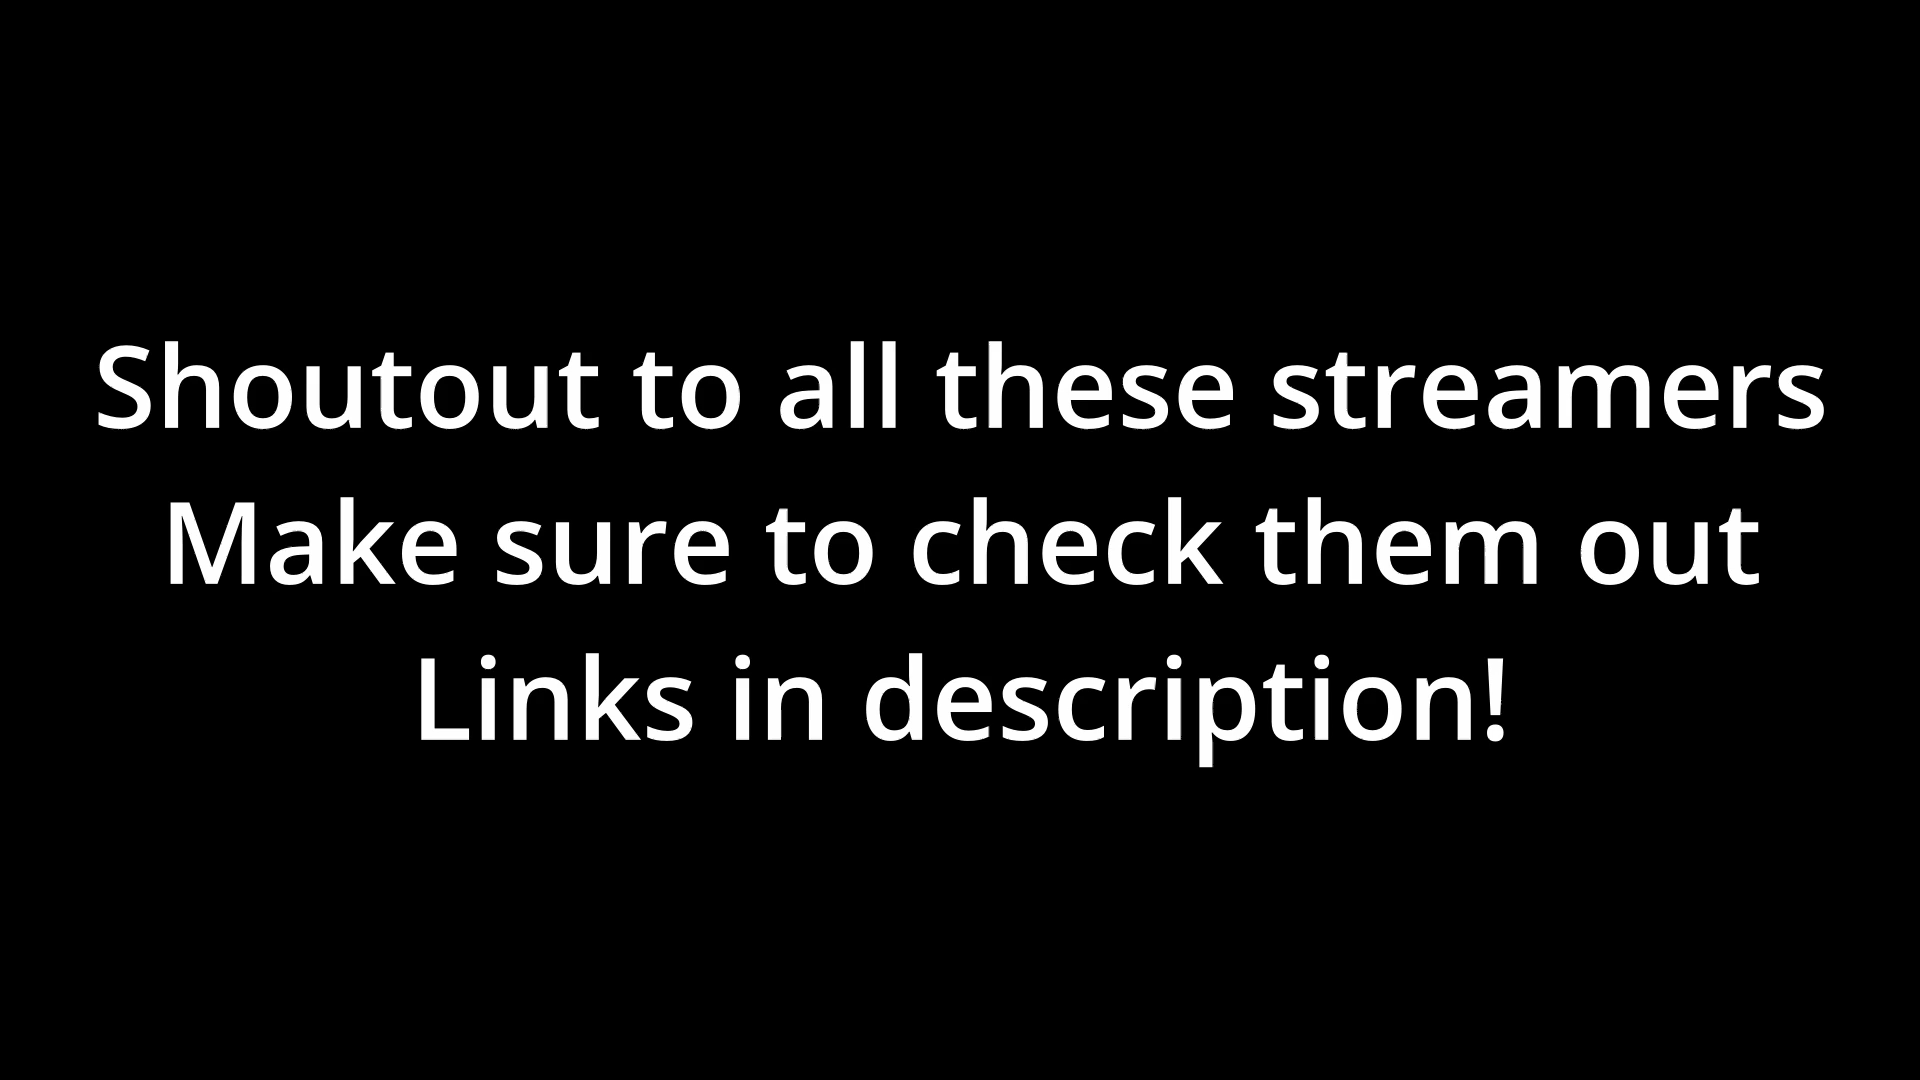 Shoutout to all these streamers
Make sure to check them out
Links in description!